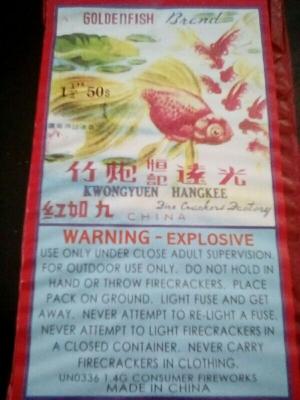 GOLDENFISH Brand
1½" 50s
竹炮 恒記 遠光
KWONGYUEN HANGKEE
红加九 Fire Crackers Factory
CHINA
WARNING - EXPLOSIVE
USE ONLY UNDER CLOSE ADULT SUPERVISION.
FOR OUTDOOR USE ONLY. DO NOT HOLD IN
HAND OR THROW FIRECRACKERS. PLACE
PACK ON GROUND. LIGHT FUSE AND GET
AWAY. NEVER ATTEMPT TO RE-LIGHT A FUSE.
NEVER ATTEMPT TO LIGHT FIRECRACKERS IN
A CLOSED CONTAINER. NEVER CARRY
FIRECRACKERS IN CLOTHING.
UN0336 1.4G CONSUMER FIREWORKS
MADE IN CHINA